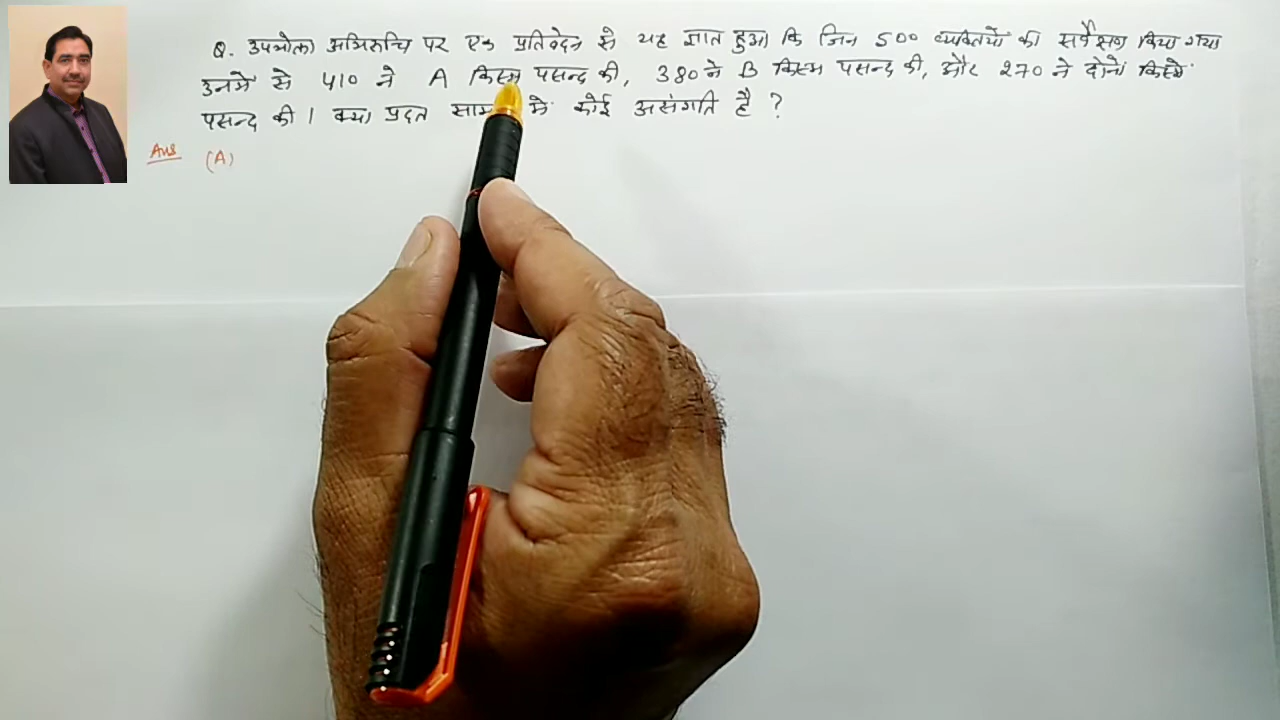 Q. उपभोक्ता अभिरुचि पर एक प्रतिवेदन से यह ज्ञात हुआ कि जिन 500 व्यक्तियों का सर्वेक्षण किया गया
उनमें से 410 ने A किस्म पसन्द की, 380 ने B किस्म पसन्द की, और 270 ने दोनों किस्में
पसन्द की। क्या प्रदत्त में कोई असंगति है ?
Ans (A)